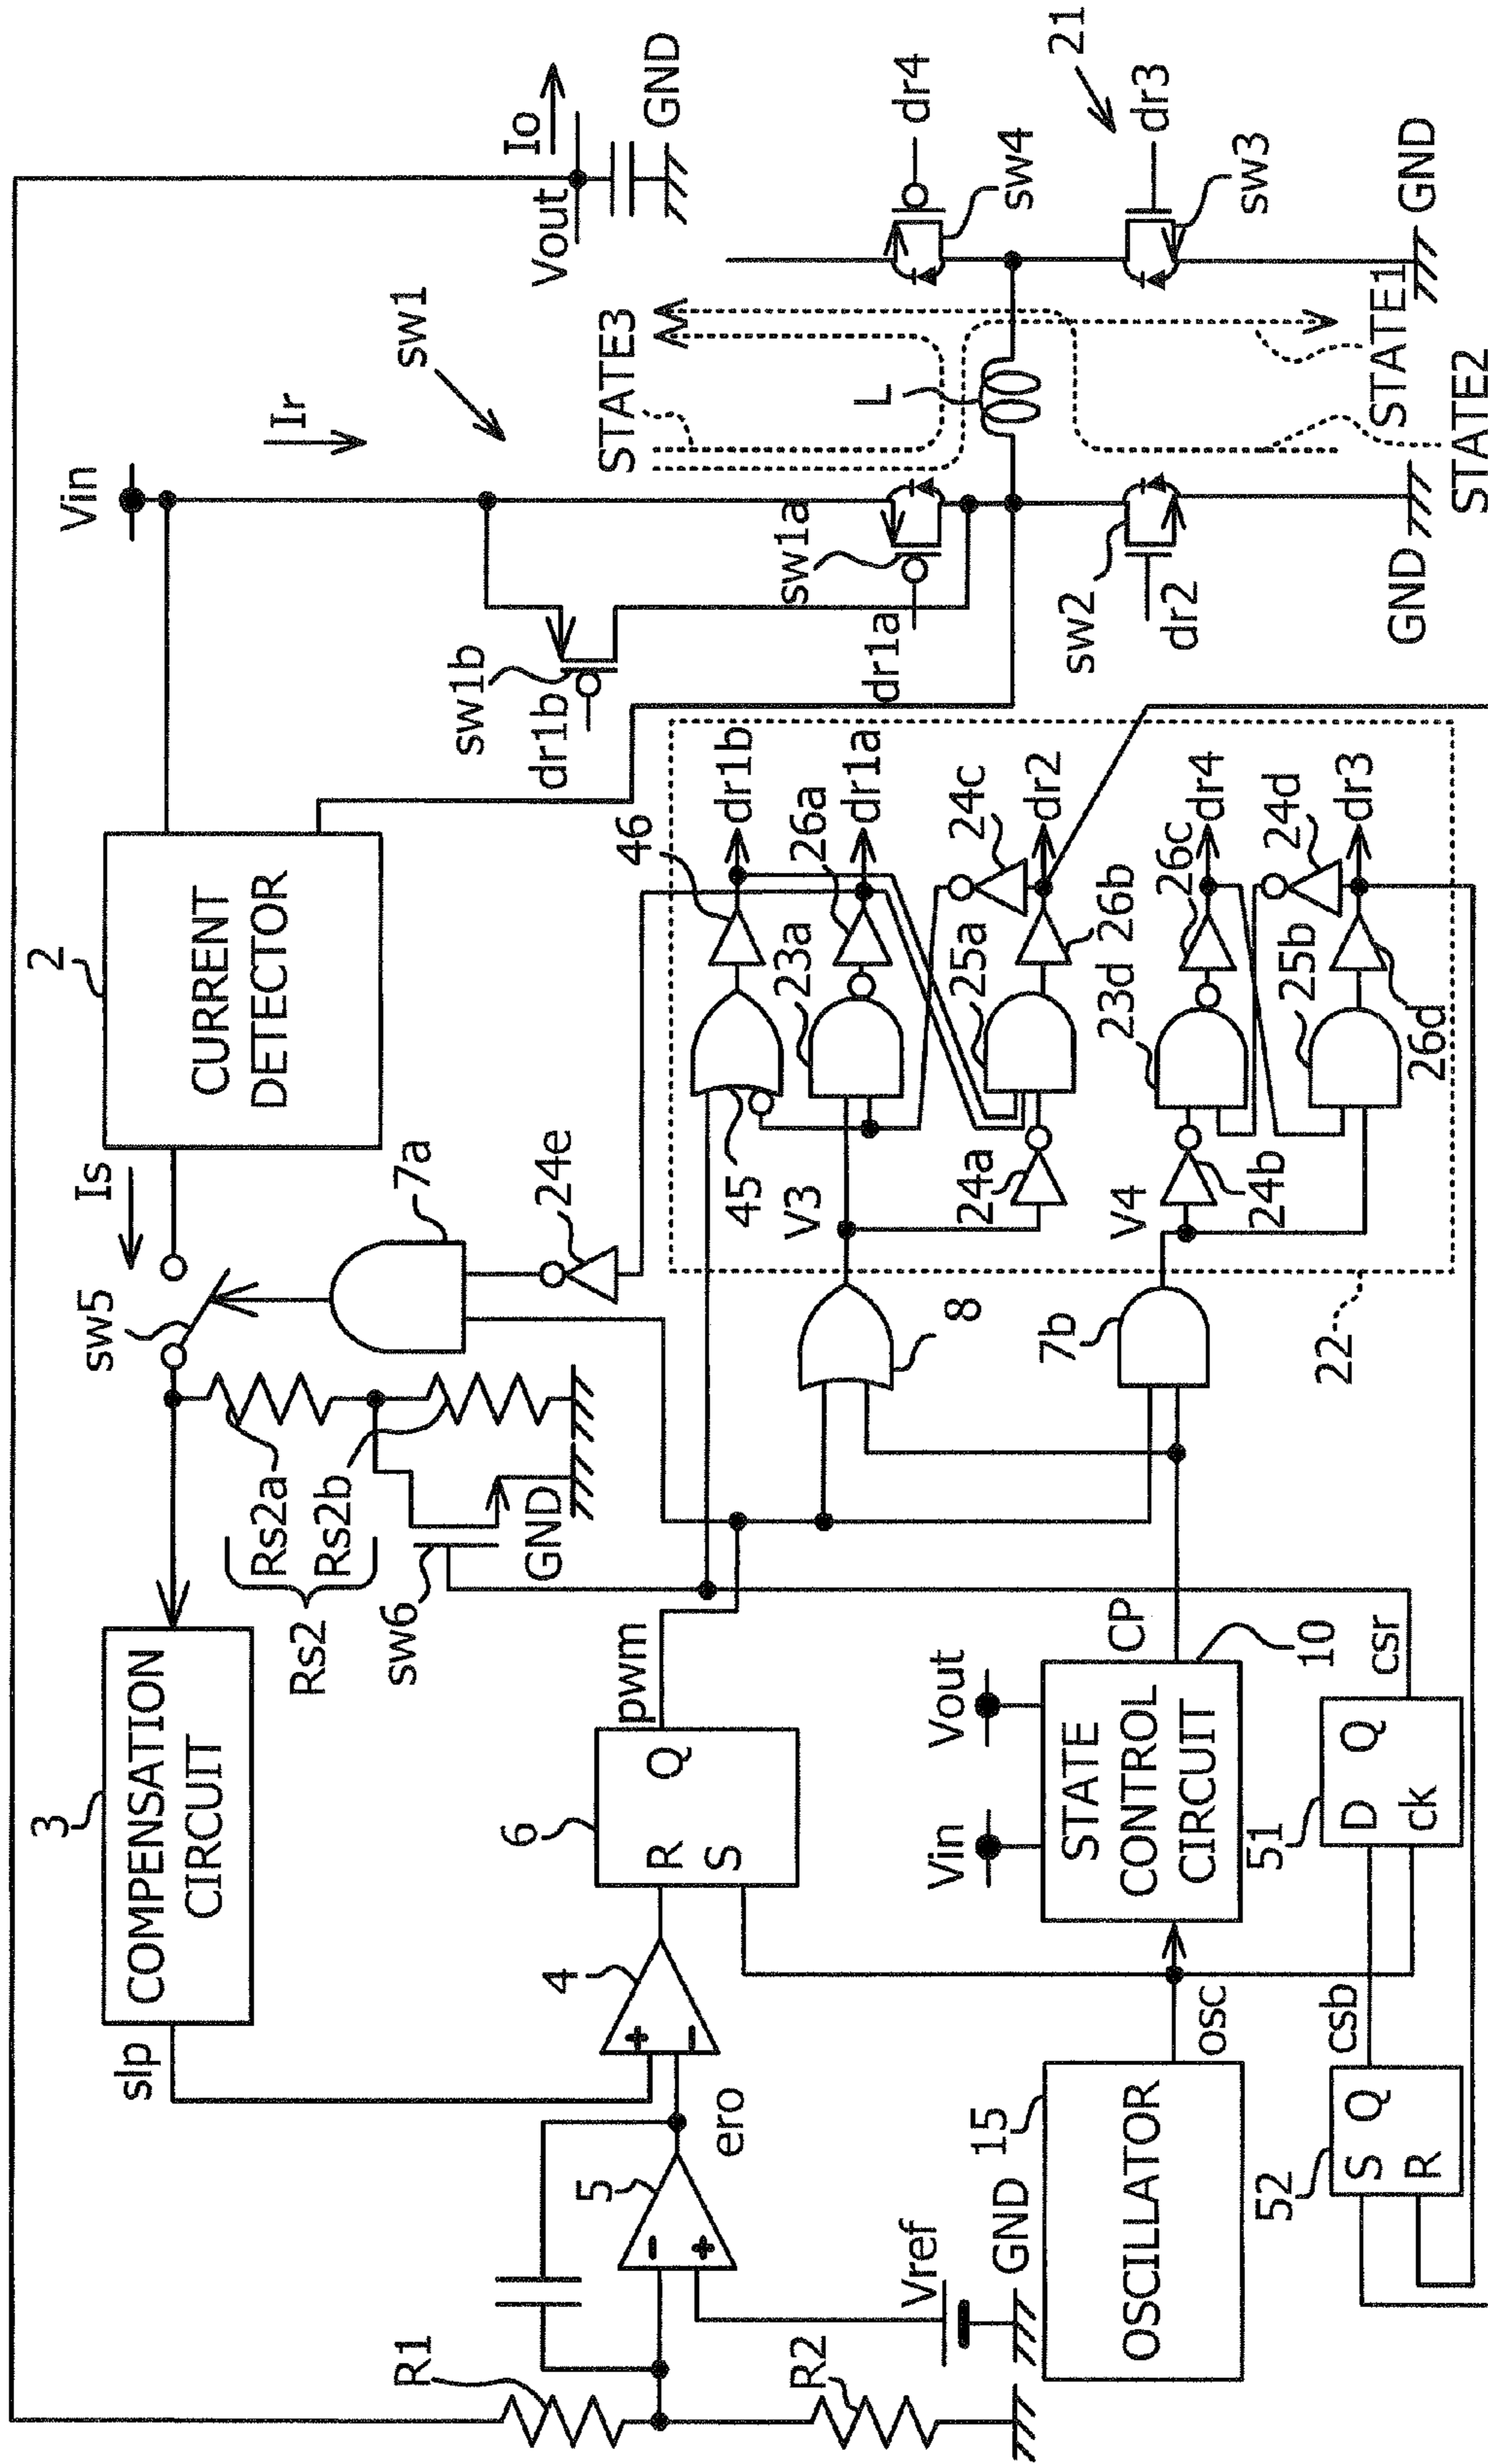 2
CURRENT
DETECTOR
Vin
Ir
sw1
Vout
Io
GND
3
COMPENSATION
CIRCUIT
slp
Is
sw5
Rs2a
Rs2b
Rs2
sw6
GND
7a
24e
sw1b
dr1b
sw1a
dr1a
STATE3
L
sw4
dr4
21
dr3
sw3
GND
STATE1
STATE2
sw2
dr2
GND
R1
R2
5
ero
Vref
GND
4
6
R
S
Q
pwm
8
7b
V3
V4
45
46
dr1b
23a
26a
dr1a
24a
25a
24c
26b
dr2
24b
23d
26c
dr4
25b
24d
26d
dr3
22
15
OSCILLATOR
osc
Vin
Vout
STATE
CONTROL
CIRCUIT
10
CP
52
S
Q
R
csb
51
D
Q
ck
csr